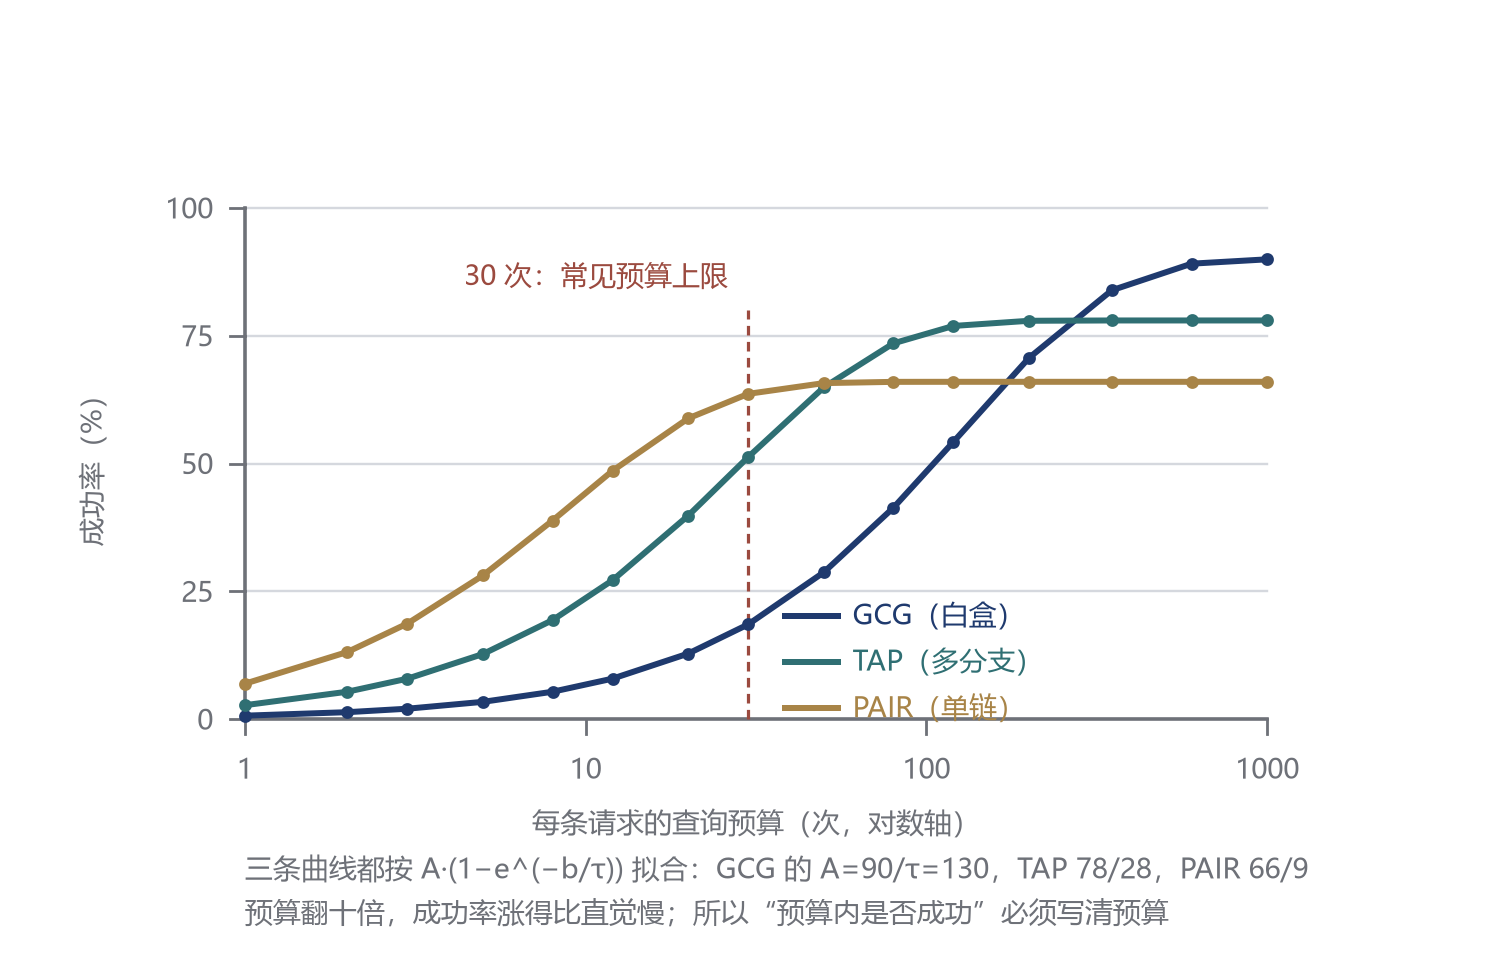 100
75
50
25
0
成功率（%）
30 次：常见预算上限
GCG（白盒）
TAP（多分支）
PAIR（单链）
1
10
100
1000
每条请求的查询预算（次，对数轴）
三条曲线都按 A·(1−e^(−b/τ)) 拟合：GCG 的 A=90/τ=130，TAP 78/28，PAIR 66/9
预算翻十倍，成功率涨得比直觉慢；所以“预算内是否成功”必须写清预算